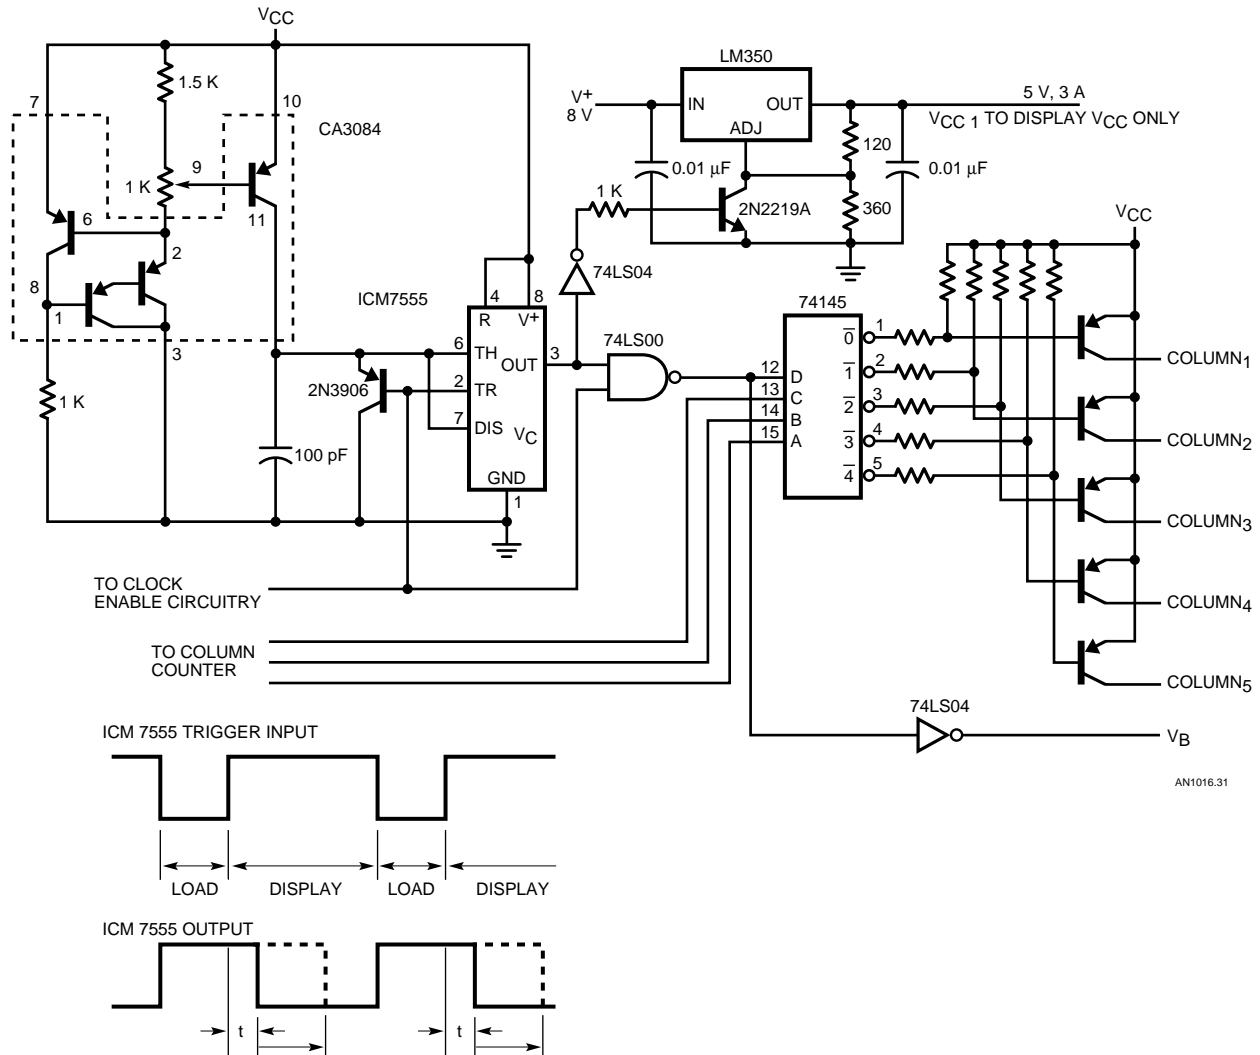 VCC
1.5 K
7
10
CA3084
9
1 K
11
6
2
8
1
3
1 K
100 pF
2N3906
ICM7555
4
8
R
V+
6
TH
2
TR
7
DIS
OUT
3
VC
GND
1
LM350
V+
8 V
IN
OUT
ADJ
5 V, 3 A
VCC 1 TO DISPLAY VCC ONLY
0.01 µF
120
0.01 µF
1 K
2N2219A
360
74LS04
74LS00
VCC
74145
12
D
13
C
14
B
15
A
0
1
1
2
2
3
3
4
4
5
COLUMN1
COLUMN2
COLUMN3
COLUMN4
COLUMN5
TO CLOCK
ENABLE CIRCUITRY
TO COLUMN
COUNTER
74LS04
VB
AN1016.31
ICM 7555 TRIGGER INPUT
LOAD
DISPLAY
LOAD
DISPLAY
ICM 7555 OUTPUT
t
t